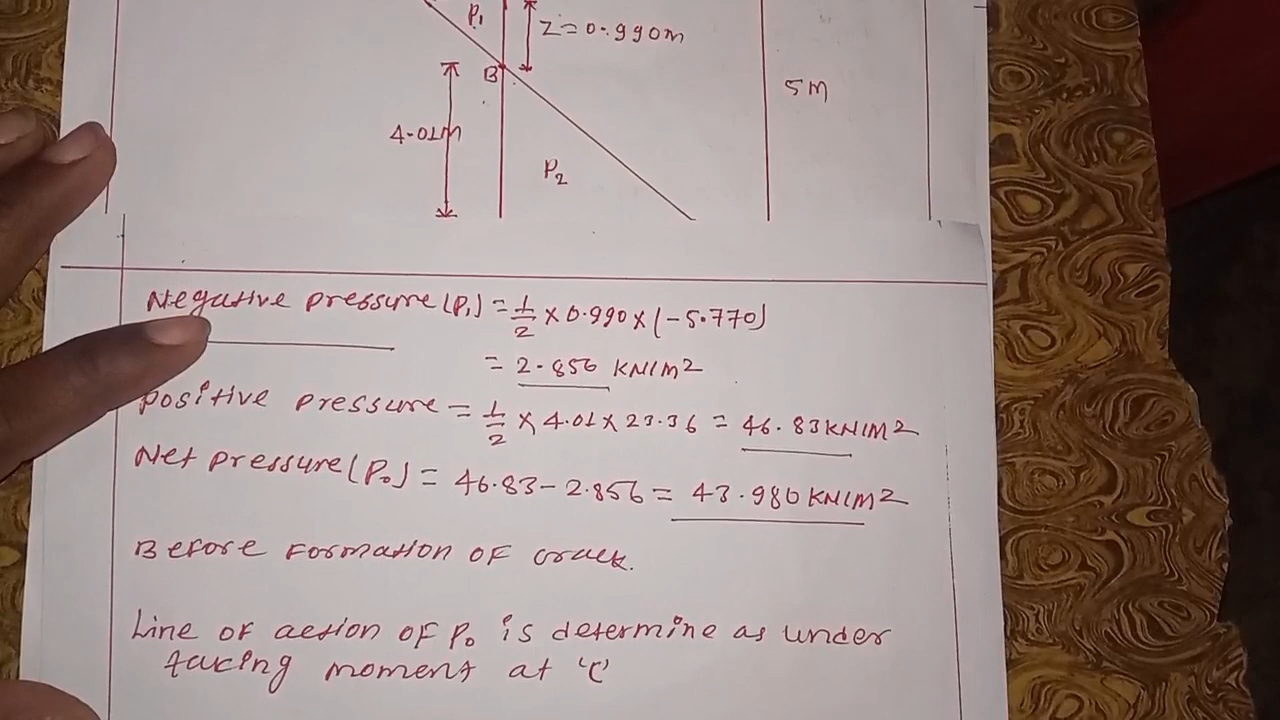 P₁
Z=0.990m
B
5M
4.01M
P₂
Negative pressure (P₁) = 1/2 × 0.990 × (-5.770)
= 2.856 KN/M²
Positive pressure = 1/2 × 4.01 × 23.36 = 46.83 KN/M²
Net pressure (P₀) = 46.83 - 2.856 = 43.980 KN/M²
Before Formation OF crack.
Line OF action OF P₀ is determine as under
taking moment at 'C'